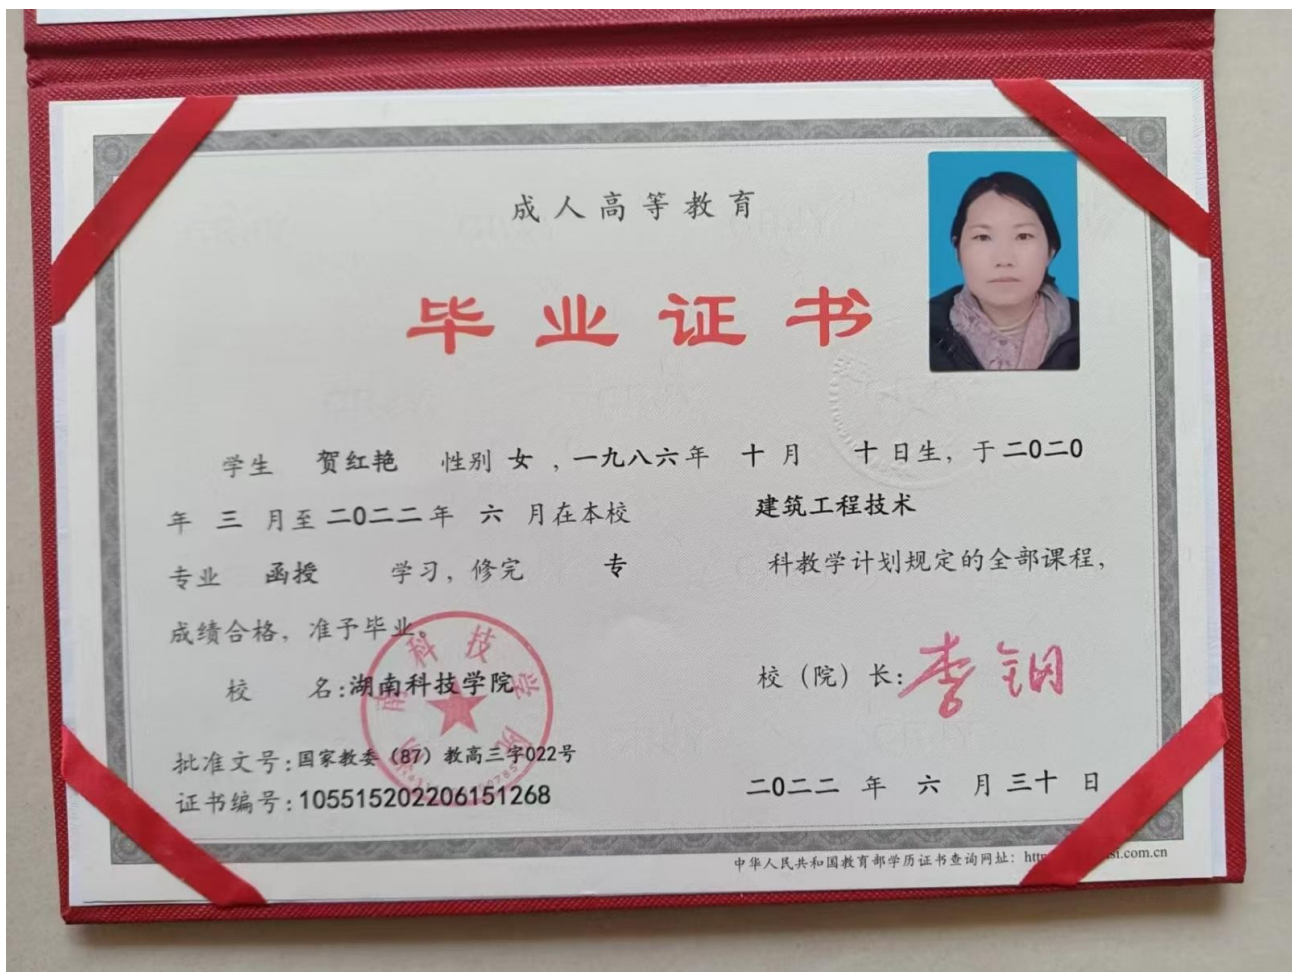 成人高等教育
毕业证书
学生 贺红艳 性别 女 ,一九八六年 十 月 十 日生, 于二〇二〇
年 三 月至二〇二二年 六 月在本校 建筑工程技术
专业 函授 学习, 修完 专 科教学计划规定的全部课程,
成绩合格, 准予毕业。
校 名:湖南科技学院 校（院）长:
批准文号:国家教委（87）教高三字022号
证书编号:105515202206151268 二〇二二 年 六 月 三十 日
中华人民共和国教育部学历证书查询网址: .com.cn